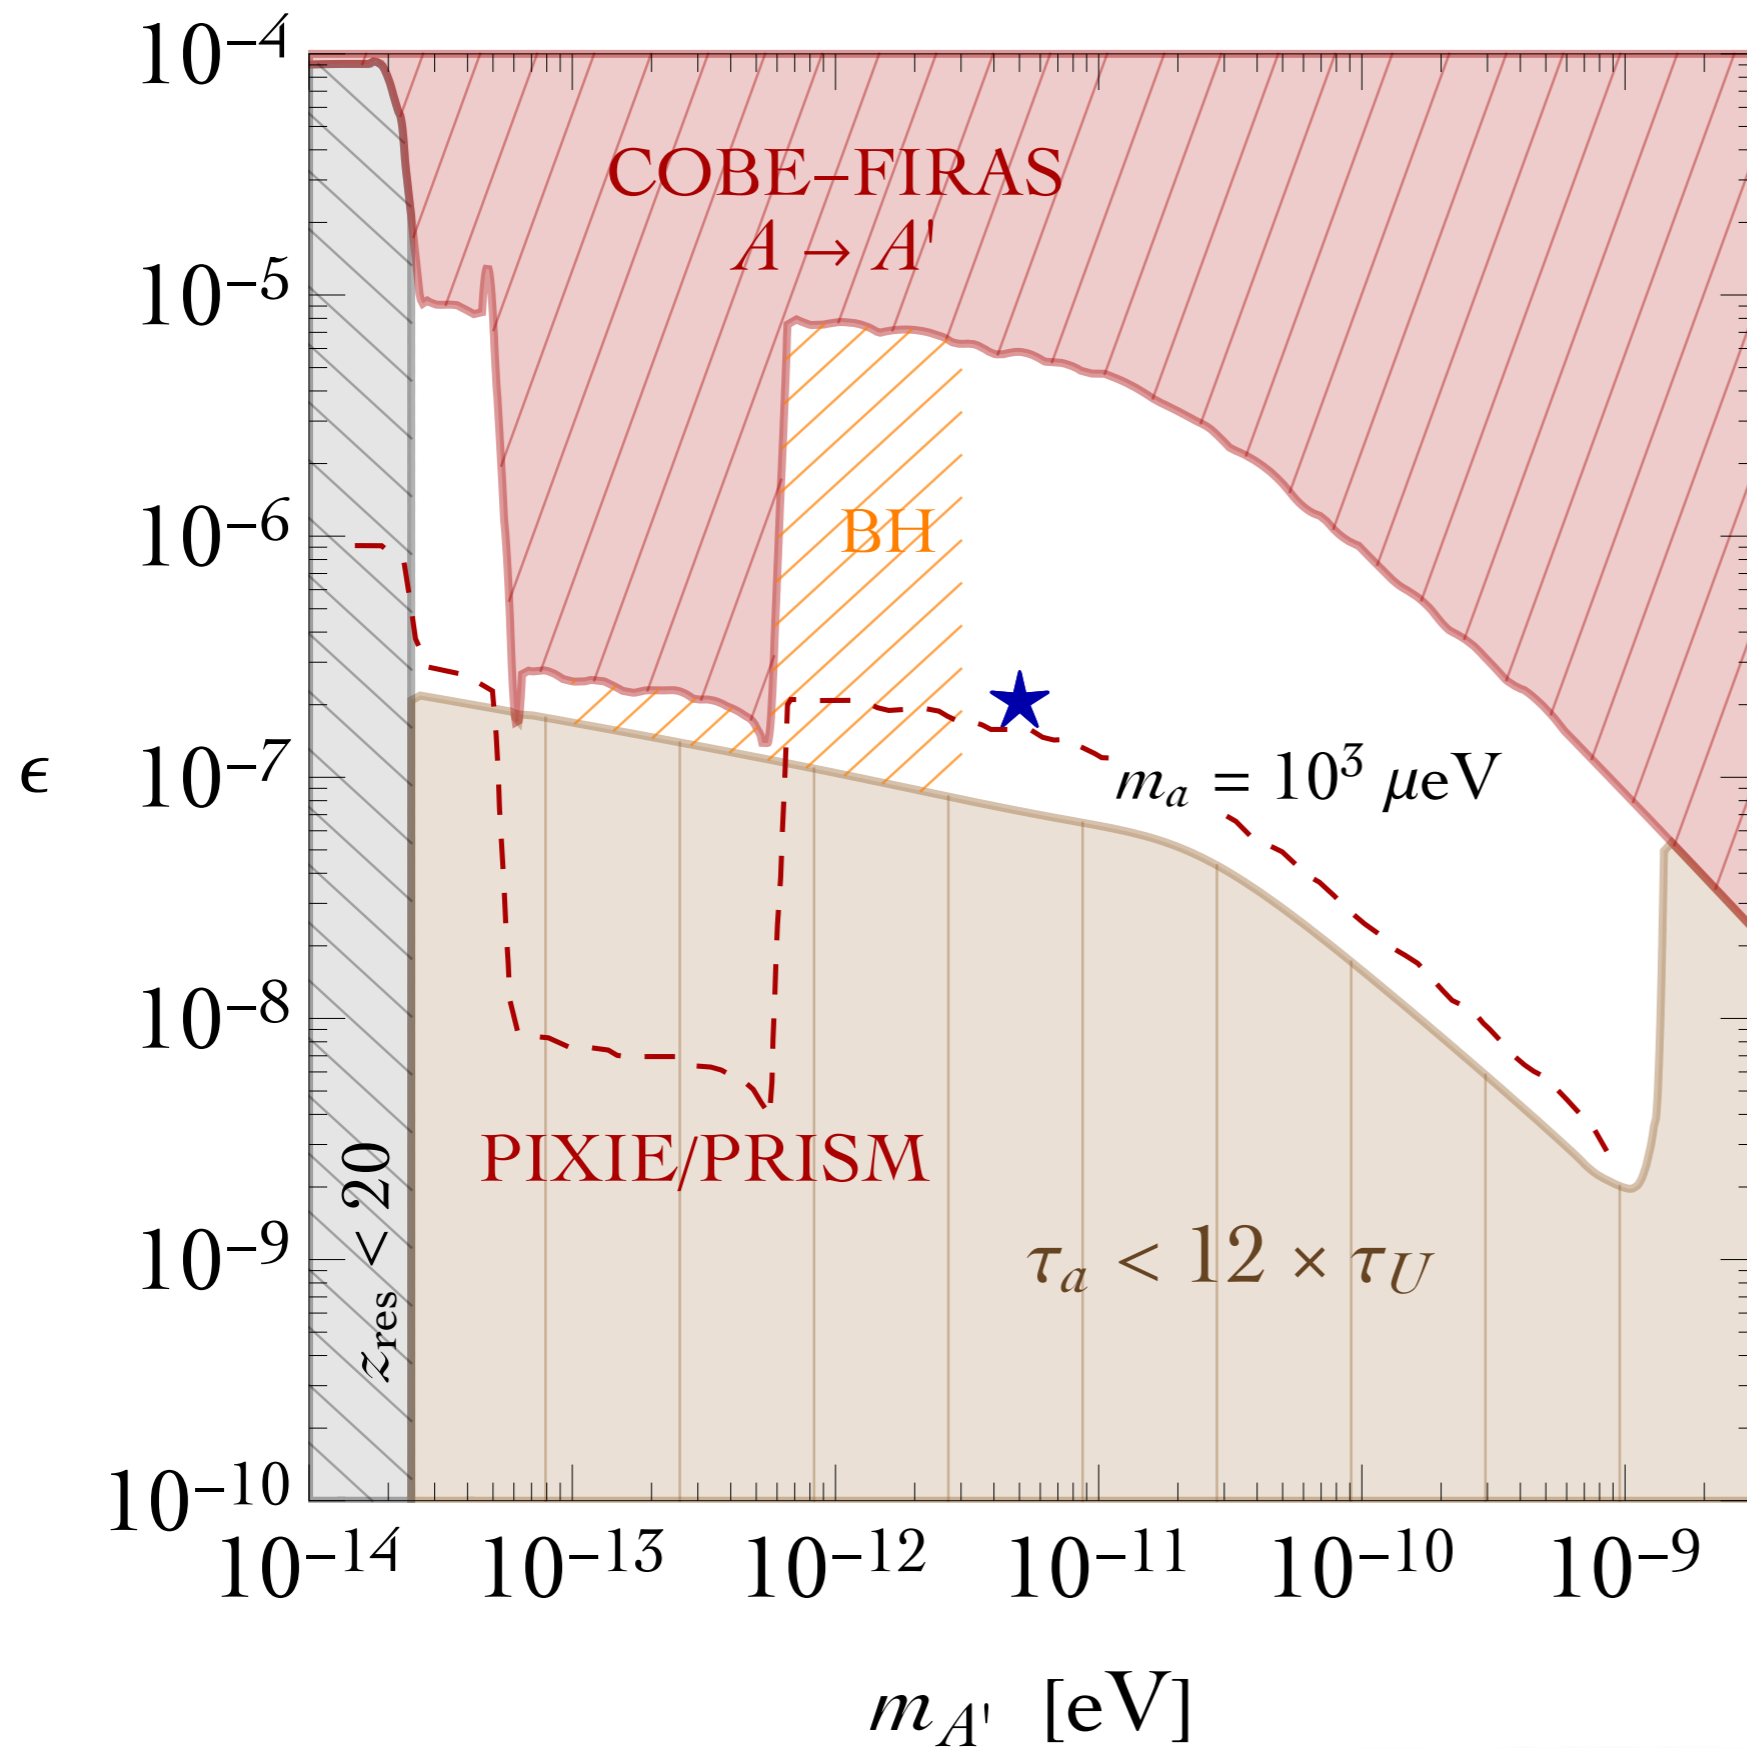 10⁻⁴
COBE–FIRAS
A → A'
10⁻⁵
10⁻⁶
BH
10⁻⁷
ϵ
mₐ = 10³ μeV
10⁻⁸
PIXIE/PRISM
z_res < 20
10⁻⁹
τₐ < 12 × τ_U
10⁻¹⁰
10⁻¹⁴ 10⁻¹³ 10⁻¹² 10⁻¹¹ 10⁻¹⁰ 10⁻⁹
m_A' [eV]